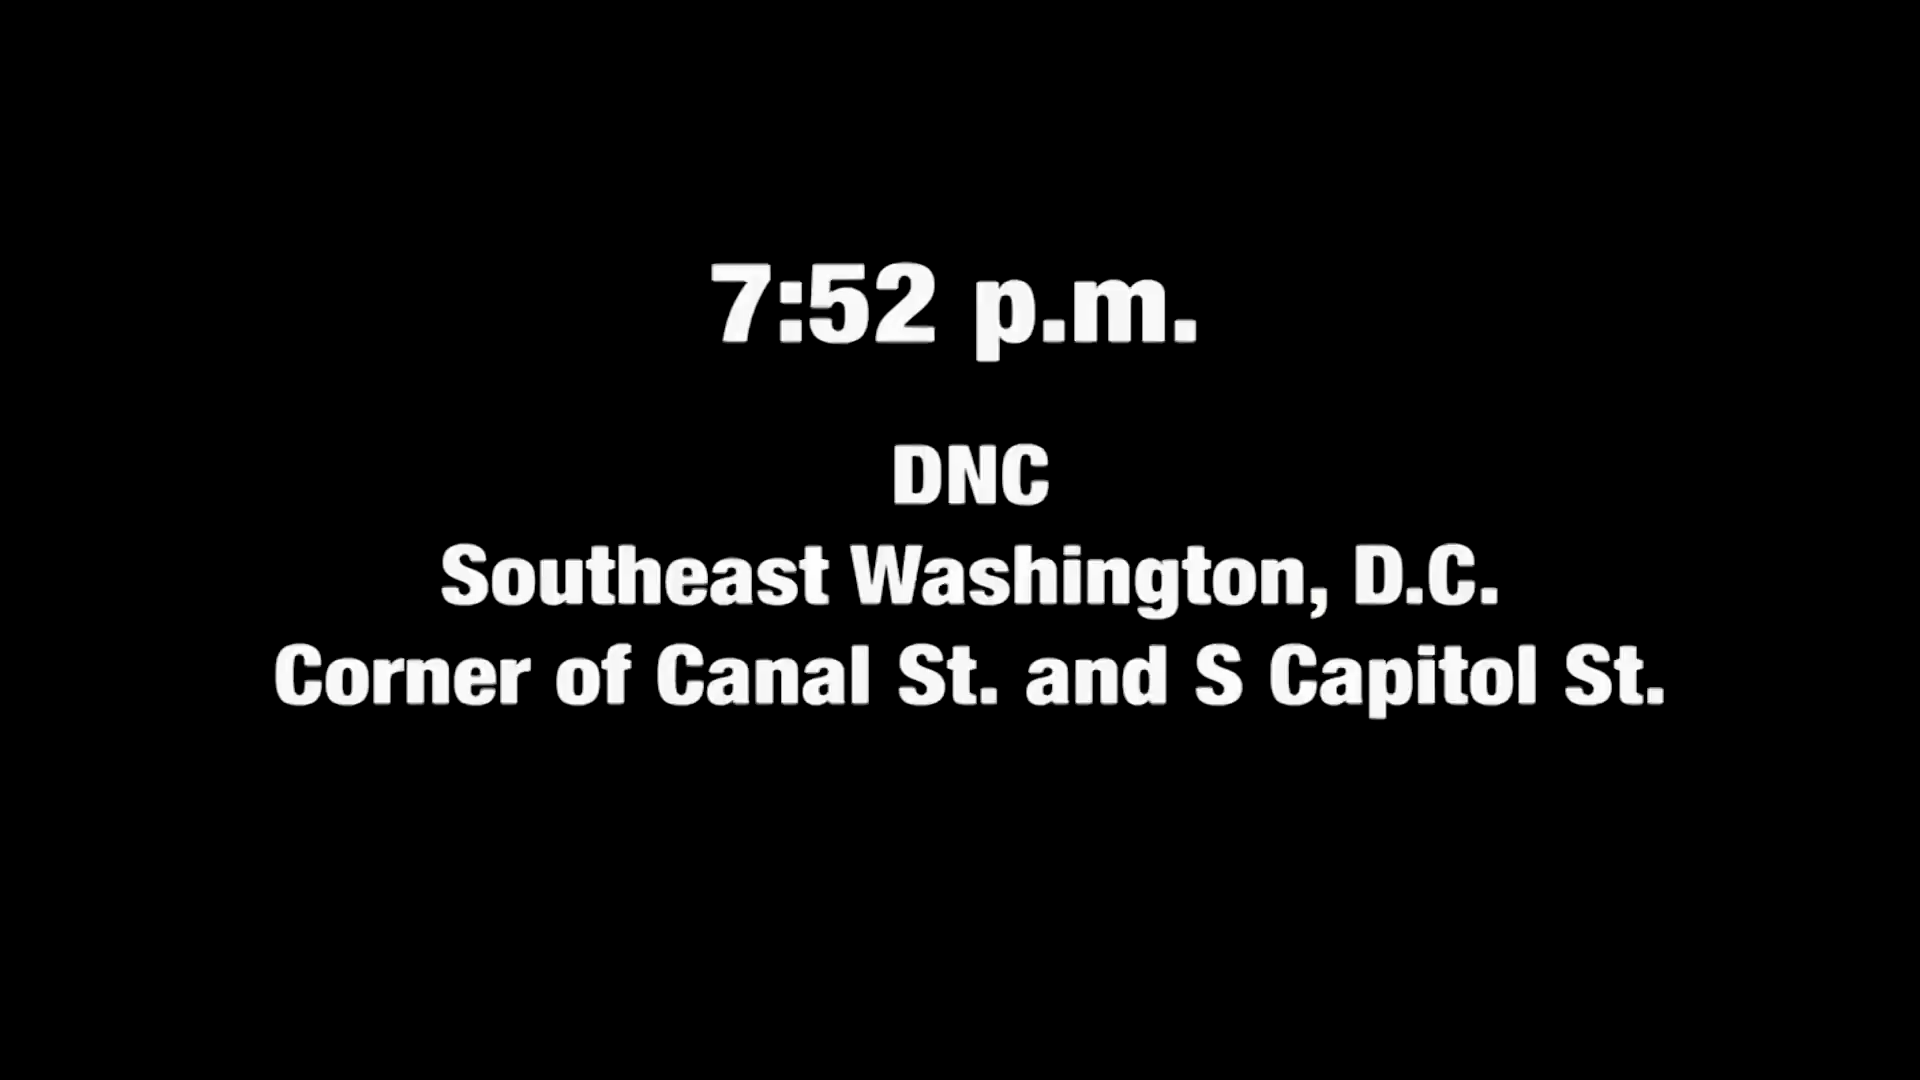 7:52 p.m.
DNC
Southeast Washington, D.C.
Corner of Canal St. and S Capitol St.